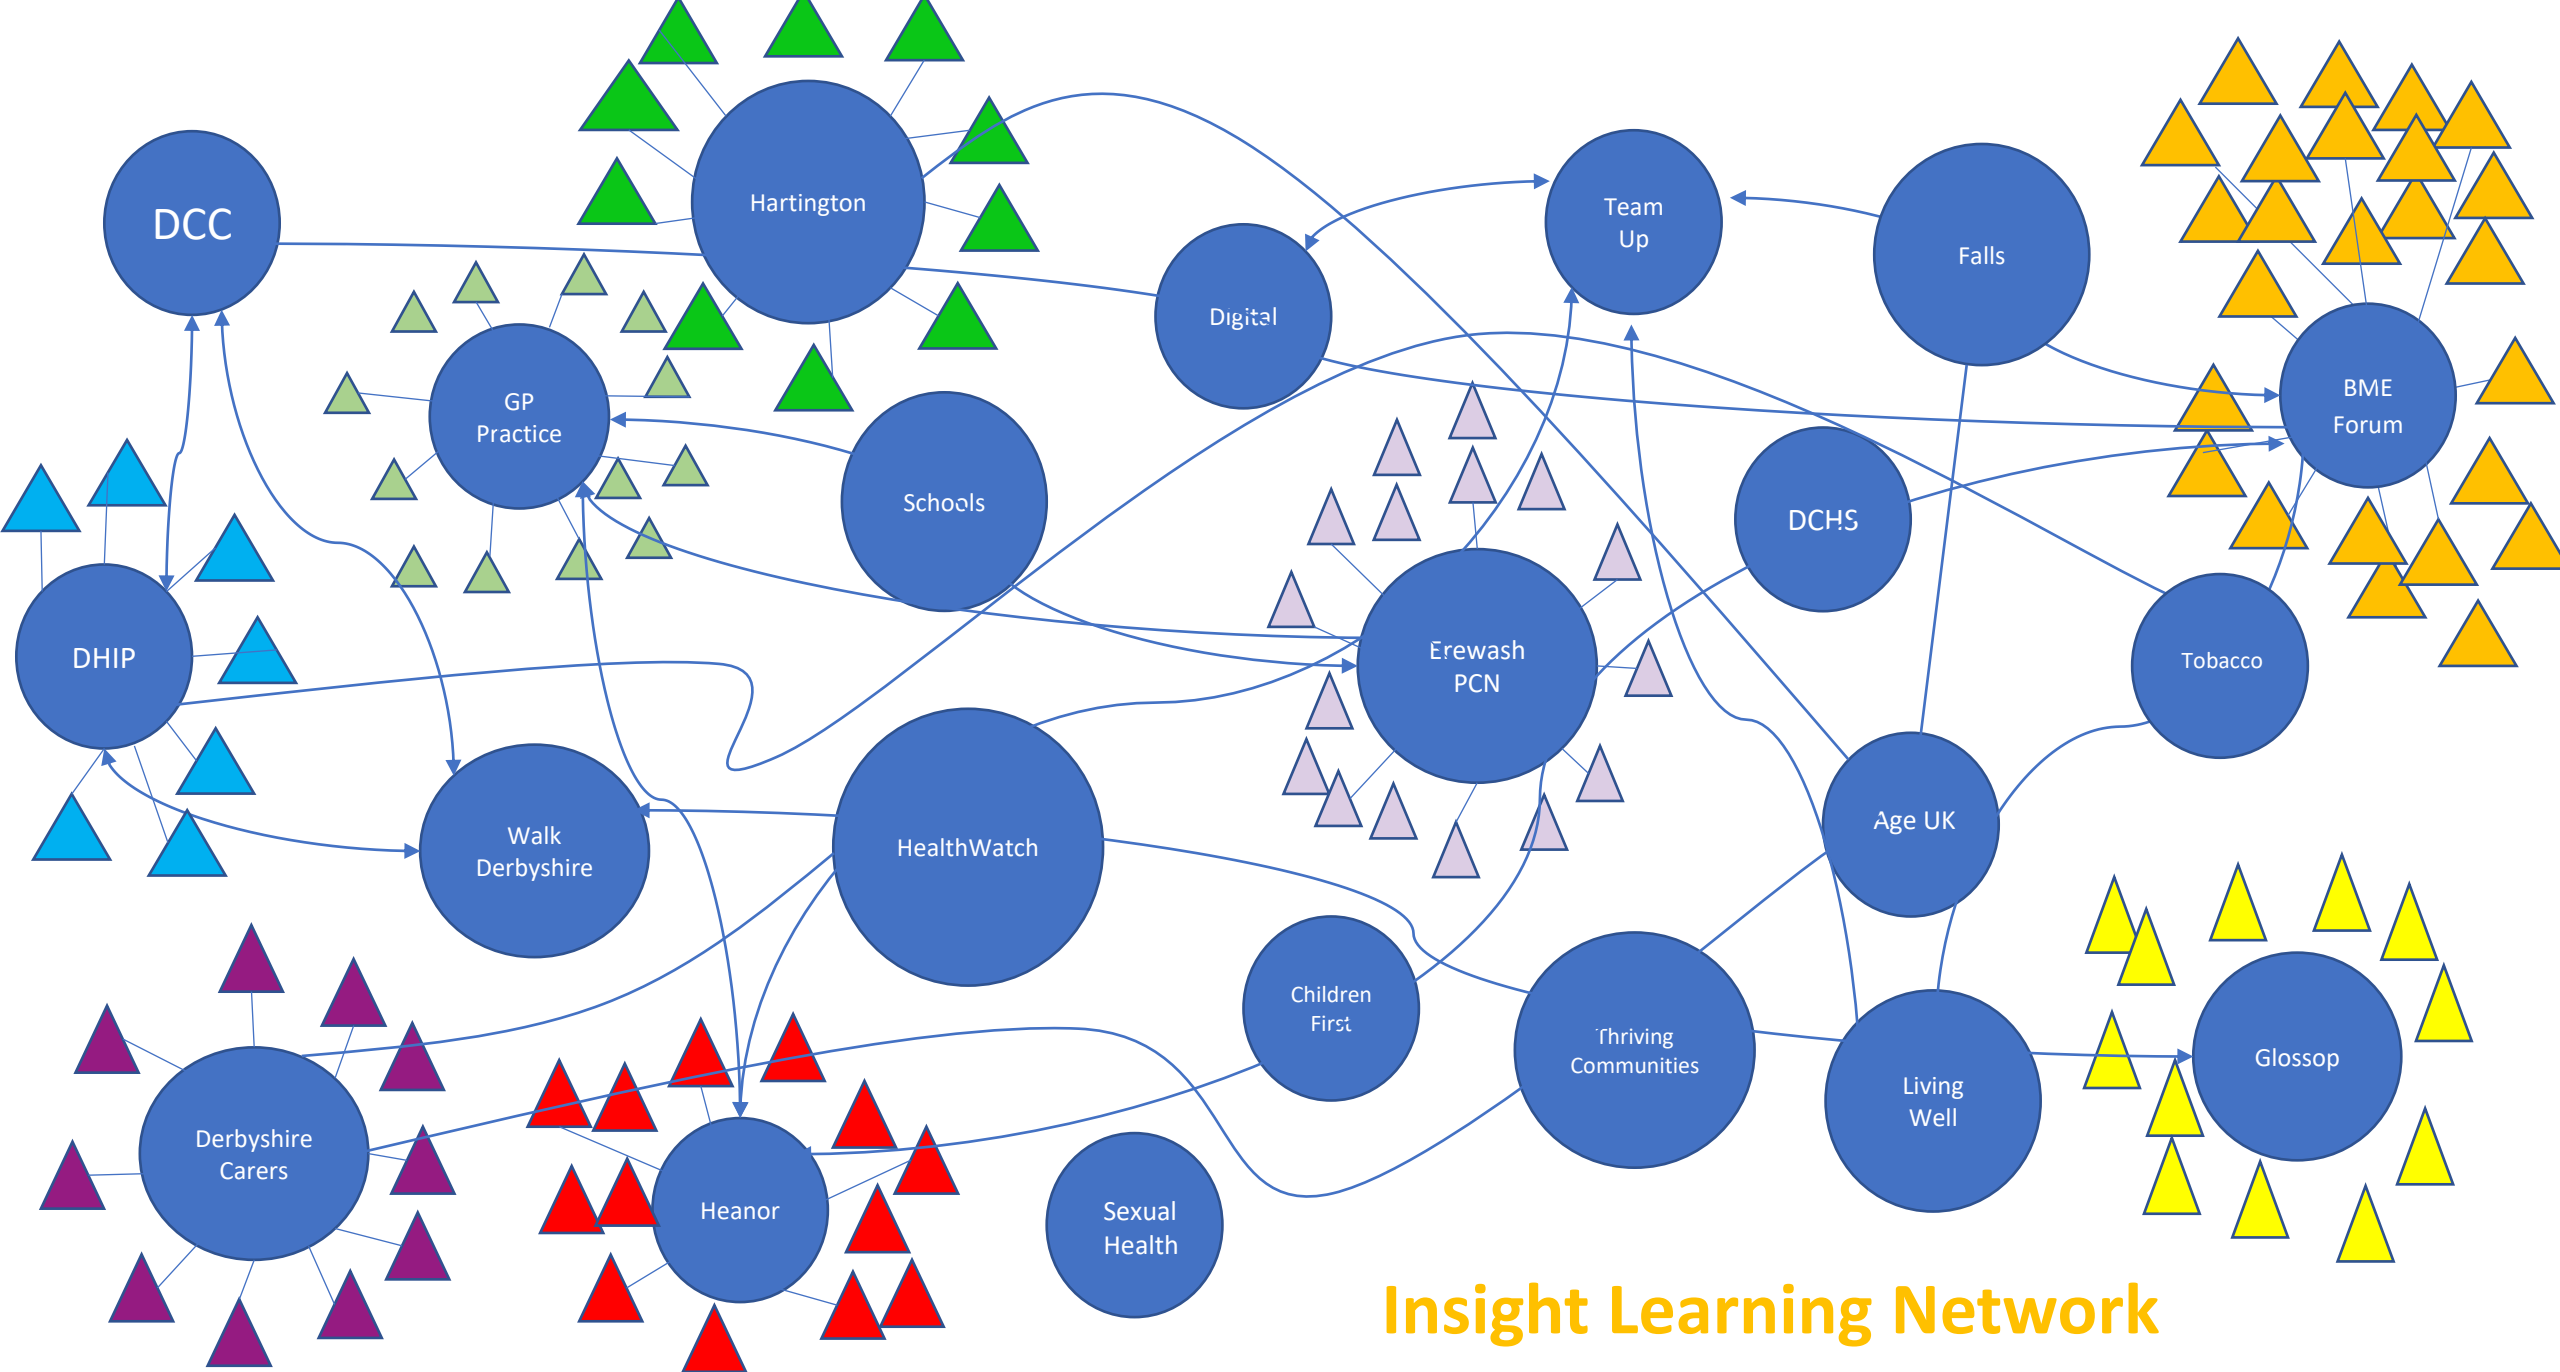 DCC
Hartington
Team
Up
Falls
Digital
GP
Practice
BME
Forum
Schools
DCHS
DHIP
Erewash
PCN
Tobacco
Walk
Derbyshire
HealthWatch
Age UK
Children
First
Thriving
Communities
Living
Well
Glossop
Derbyshire
Carers
Heanor
Sexual
Health
Insight Learning Network